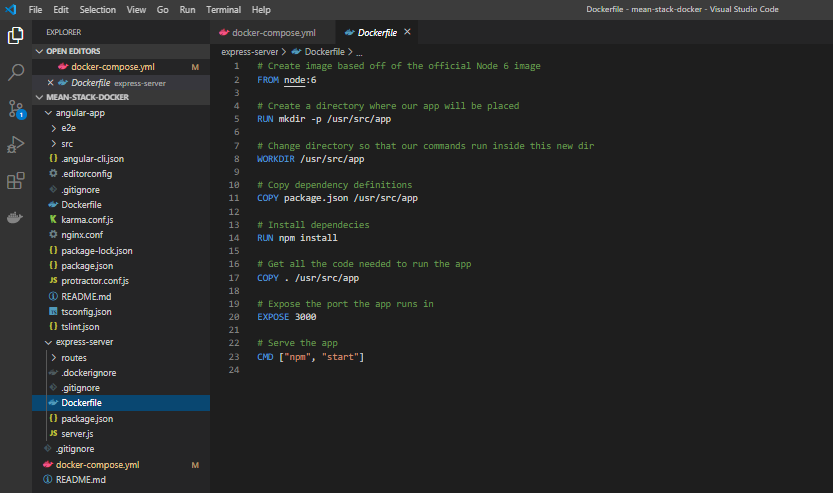 File Edit Selection View Go Run Terminal Help
Dockerfile - mean-stack-docker - Visual Studio Code
EXPLORER
OPEN EDITORS
docker-compose.yml M
Dockerfile express-server
MEAN-STACK-DOCKER
angular-app
e2e
src
.angular-cli.json
.editorconfig
.gitignore
Dockerfile
karma.conf.js
nginx.conf
package-lock.json
package.json
protractor.conf.js
README.md
tsconfig.json
tslint.json
express-server
routes
.dockerignore
.gitignore
Dockerfile
package.json
server.js
.gitignore
docker-compose.yml M
README.md
1
docker-compose.yml
Dockerfile
express-server > Dockerfile > ...
1 # Create image based off of the official Node 6 image
2 FROM node:6
3
4 # Create a directory where our app will be placed
5 RUN mkdir -p /usr/src/app
6
7 # Change directory so that our commands run inside this new dir
8 WORKDIR /usr/src/app
9
10 # Copy dependency definitions
11 COPY package.json /usr/src/app
12
13 # Install dependecies
14 RUN npm install
15
16 # Get all the code needed to run the app
17 COPY . /usr/src/app
18
19 # Expose the port the app runs in
20 EXPOSE 3000
21
22 # Serve the app
23 CMD ["npm", "start"]
24